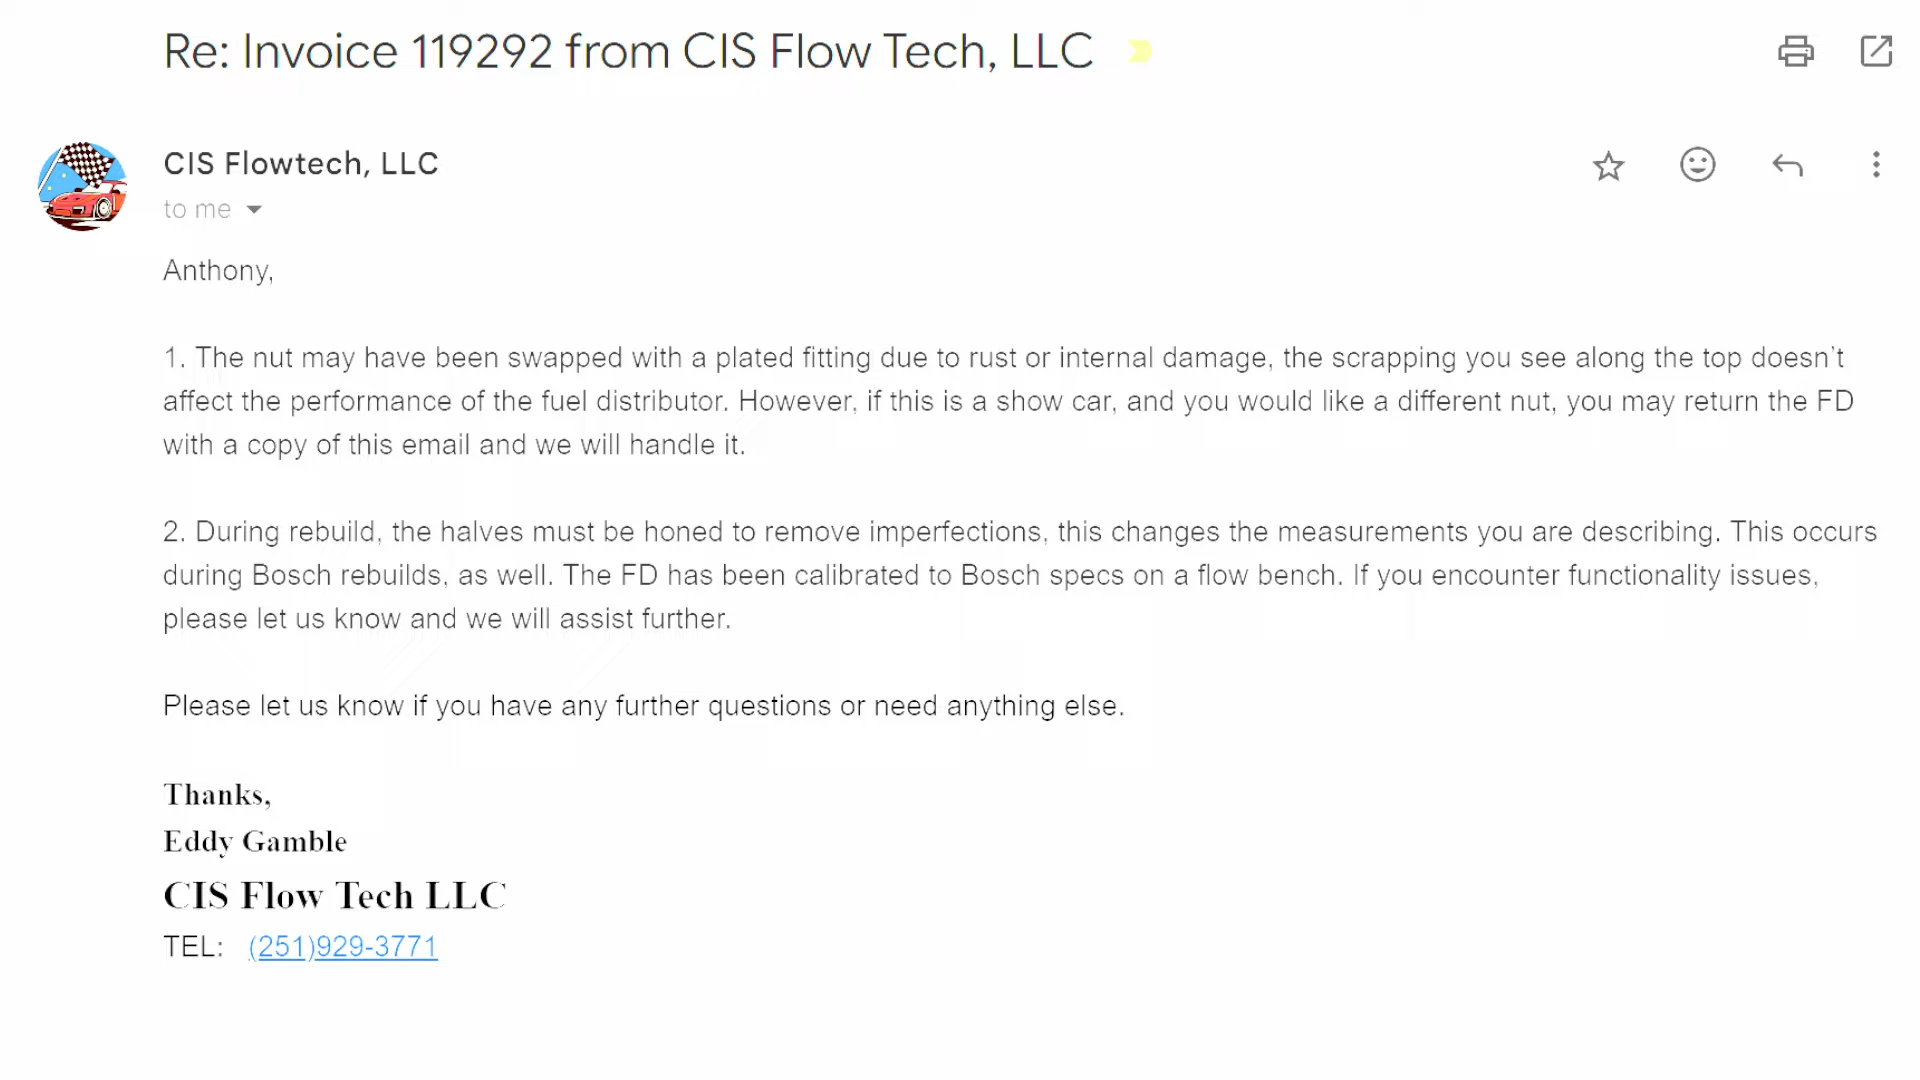 Re: Invoice 119292 from CIS Flow Tech, LLC
CIS Flowtech, LLC
to me
Anthony,
1. The nut may have been swapped with a plated fitting due to rust or internal damage, the scrapping you see along the top doesn't
affect the performance of the fuel distributor. However, if this is a show car, and you would like a different nut, you may return the FD
with a copy of this email and we will handle it.
2. During rebuild, the halves must be honed to remove imperfections, this changes the measurements you are describing. This occurs
during Bosch rebuilds, as well. The FD has been calibrated to Bosch specs on a flow bench. If you encounter functionality issues,
please let us know and we will assist further.
Please let us know if you have any further questions or need anything else.
Thanks,
Eddy Gamble
CIS Flow Tech LLC
TEL: (251)929-3771